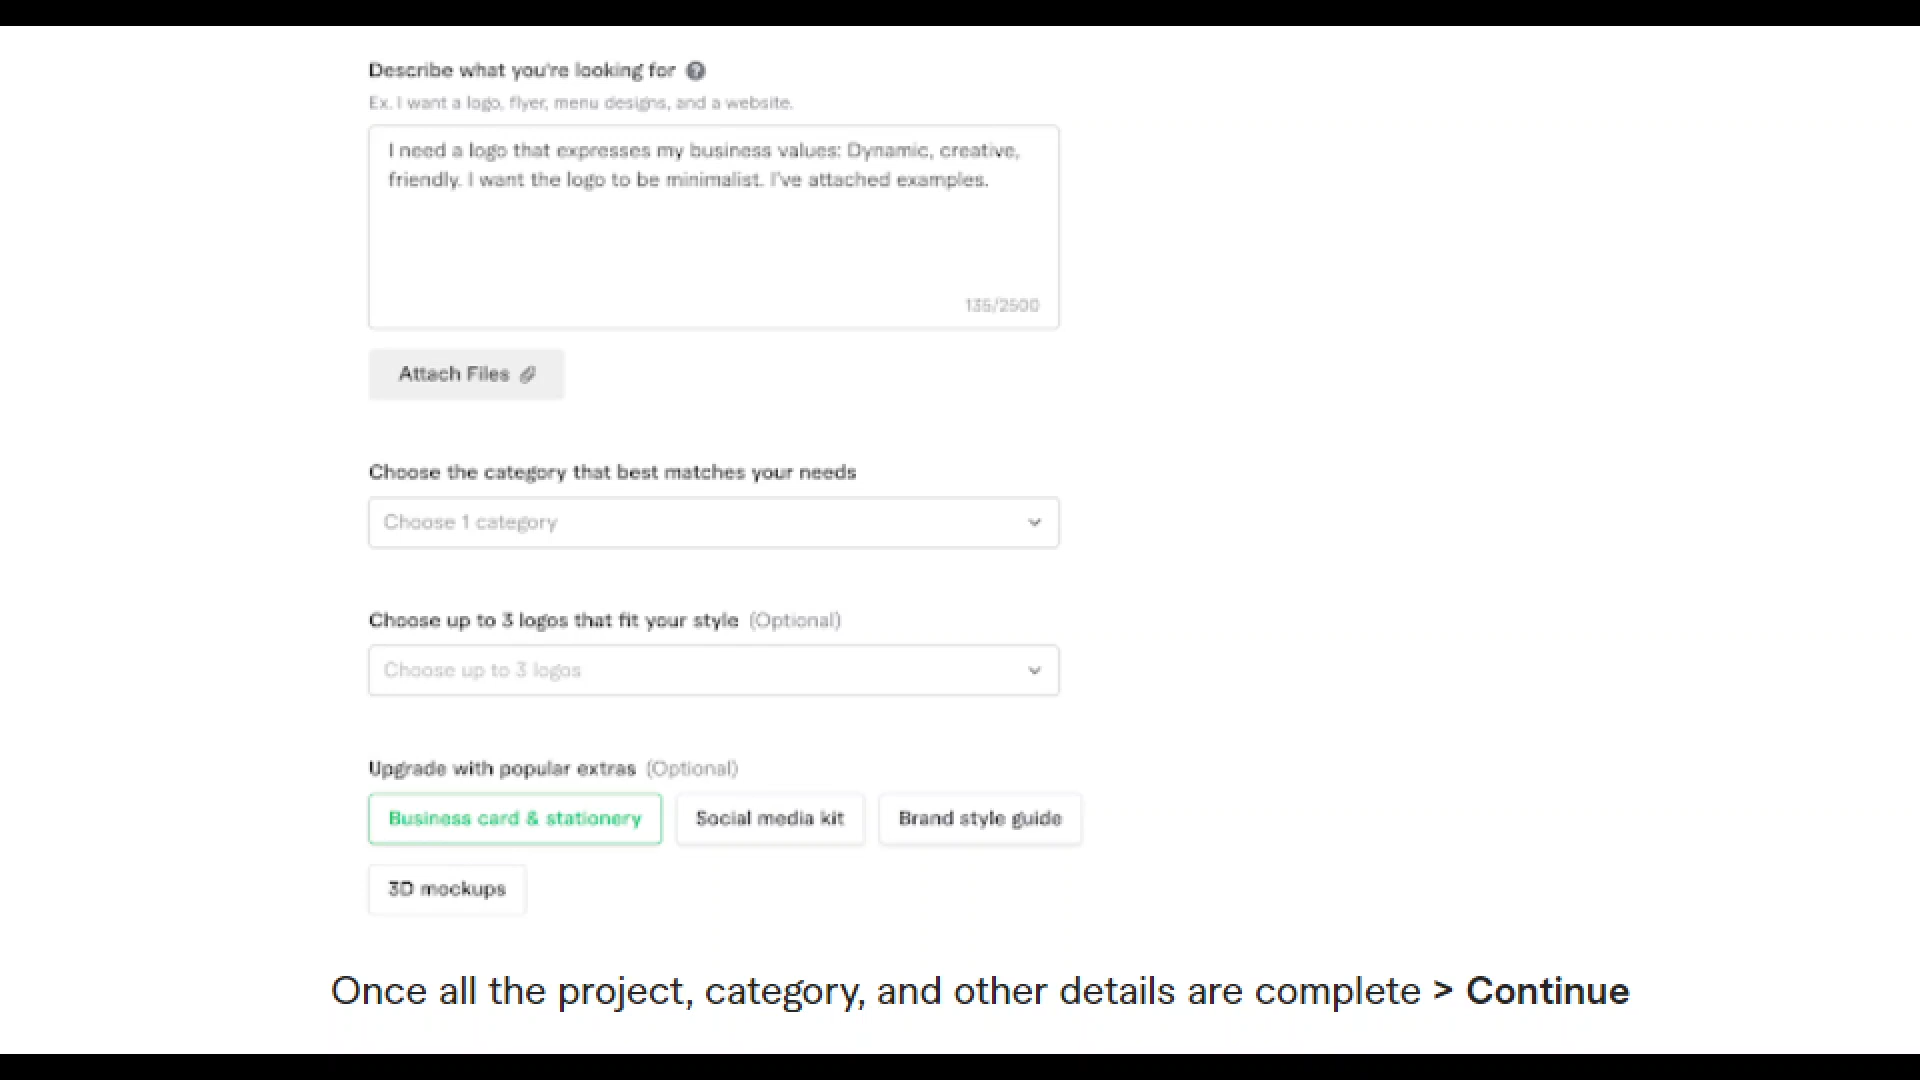 Describe what you're looking for ?
Ex. I want a logo, flyer, menu designs, and a website.
I need a logo that expresses my business values: Dynamic, creative,
friendly. I want the logo to be minimalist. I've attached examples.
135/2500
Attach Files
Choose the category that best matches your needs
Choose 1 category
Choose up to 3 logos that fit your style (Optional)
Choose up to 3 logos
Upgrade with popular extras (Optional)
Business card & stationery Social media kit Brand style guide
3D mockups
Once all the project, category, and other details are complete > Continue